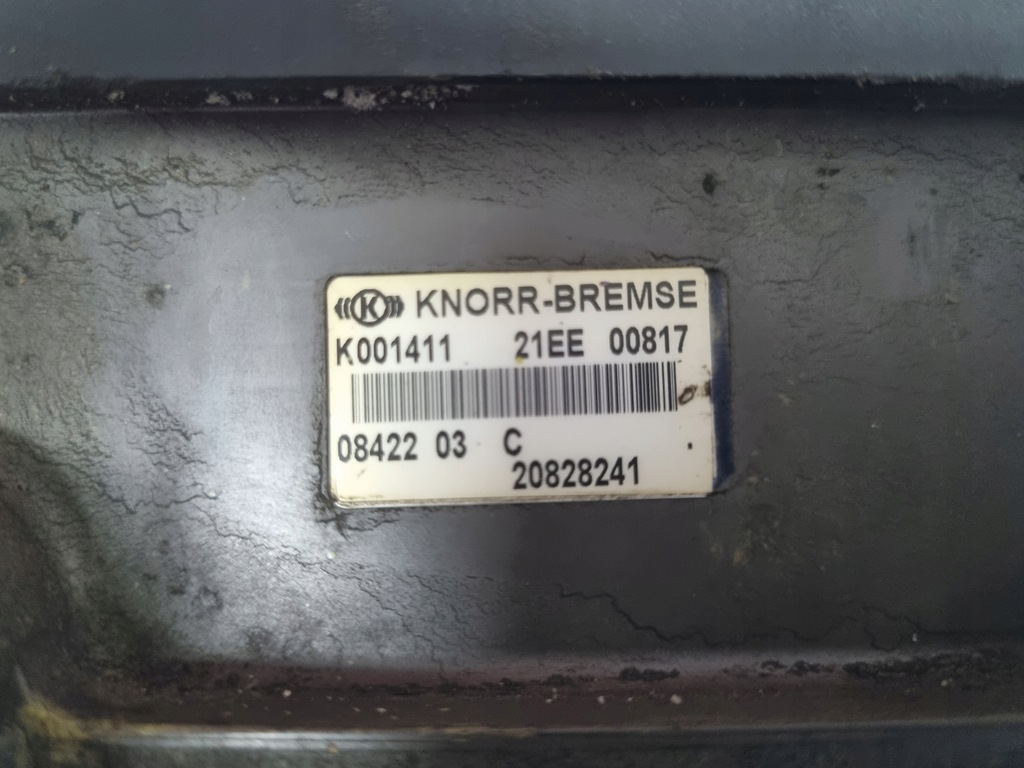 K KNORR-BREMSE
K001411 21EE 00817
08422 03 C
20828241